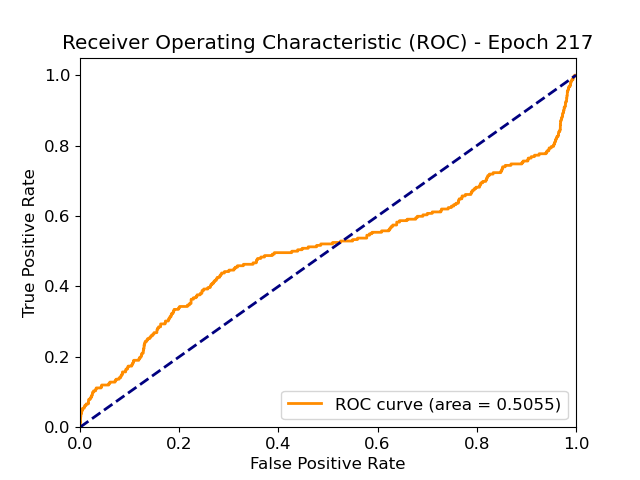 Receiver Operating Characteristic (ROC) - Epoch 217
True Positive Rate
1.0
0.8
0.6
0.4
0.2
0.0
ROC curve (area = 0.5055)
0.0 0.2 0.4 0.6 0.8 1.0
False Positive Rate